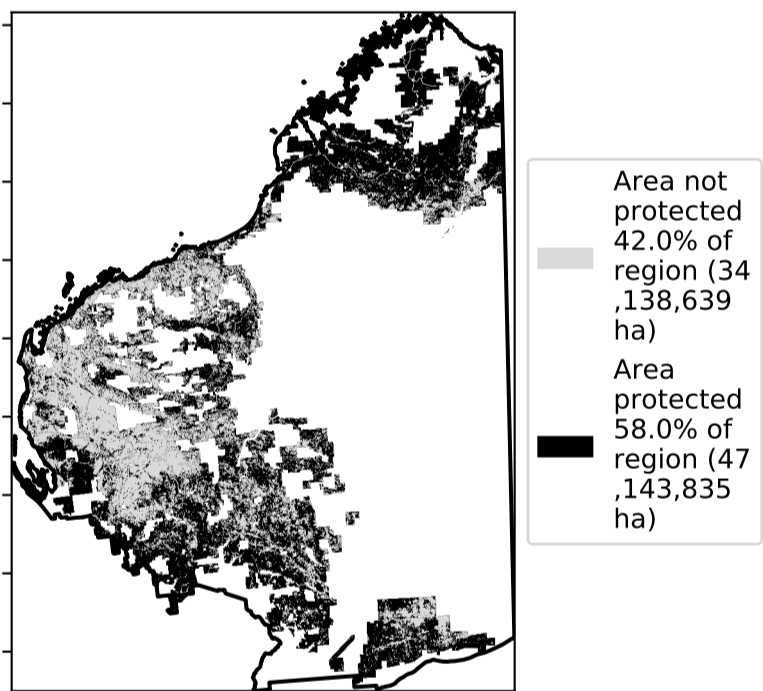 Area not
protected
42.0% of
region (34
,138,639
ha)
Area
protected
58.0% of
region (47
,143,835
ha)